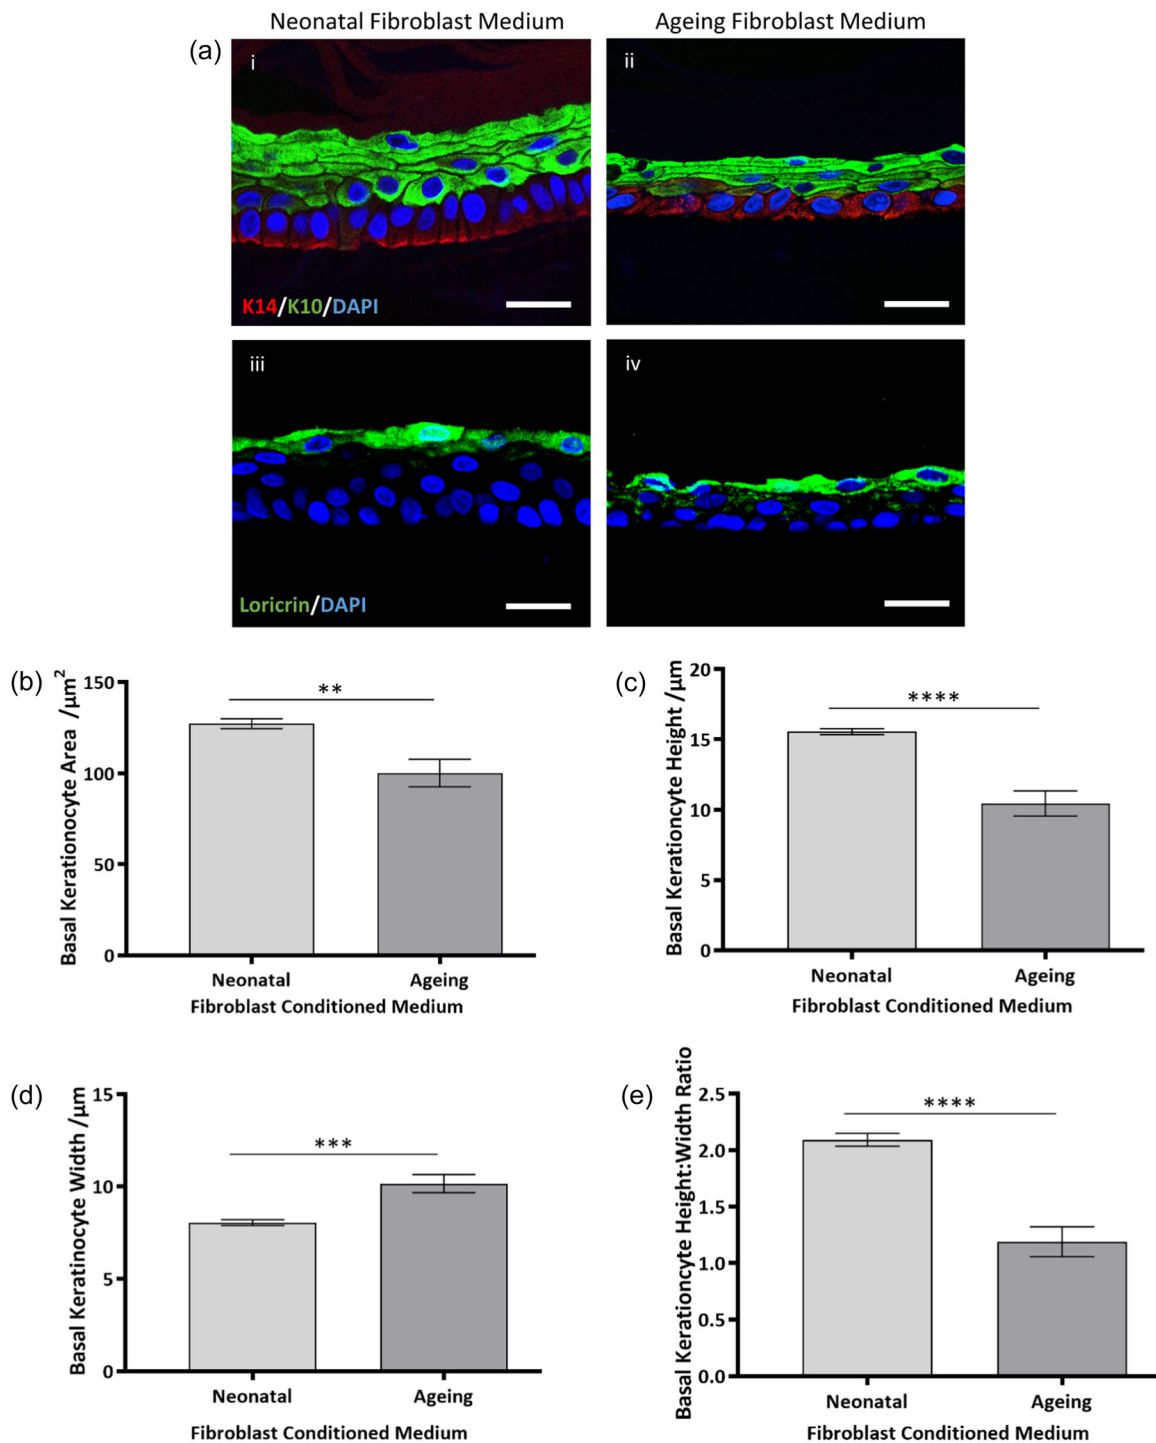 Neonatal Fibroblast Medium
Ageing Fibroblast Medium
(a)
i
ii
K14/K10/DAPI
iii
iv
Loricrin/DAPI
(b)
Basal Kerationocyte Area /µm²
150
100
50
0
**
Neonatal
Ageing
Fibroblast Conditioned Medium
(c)
Basal Kerationcyte Height /µm
20
15
10
5
0
****
Neonatal
Ageing
Fibroblast Conditioned Medium
(d)
Basal Keratinocyte Width /µm
15
10
5
0
***
Neonatal
Ageing
Fibroblast Conditioned Medium
(e)
Basal Kerationcyte Height:Width Ratio
2.5
2.0
1.5
1.0
0.5
0.0
****
Neonatal
Ageing
Fibroblast Conditioned Medium